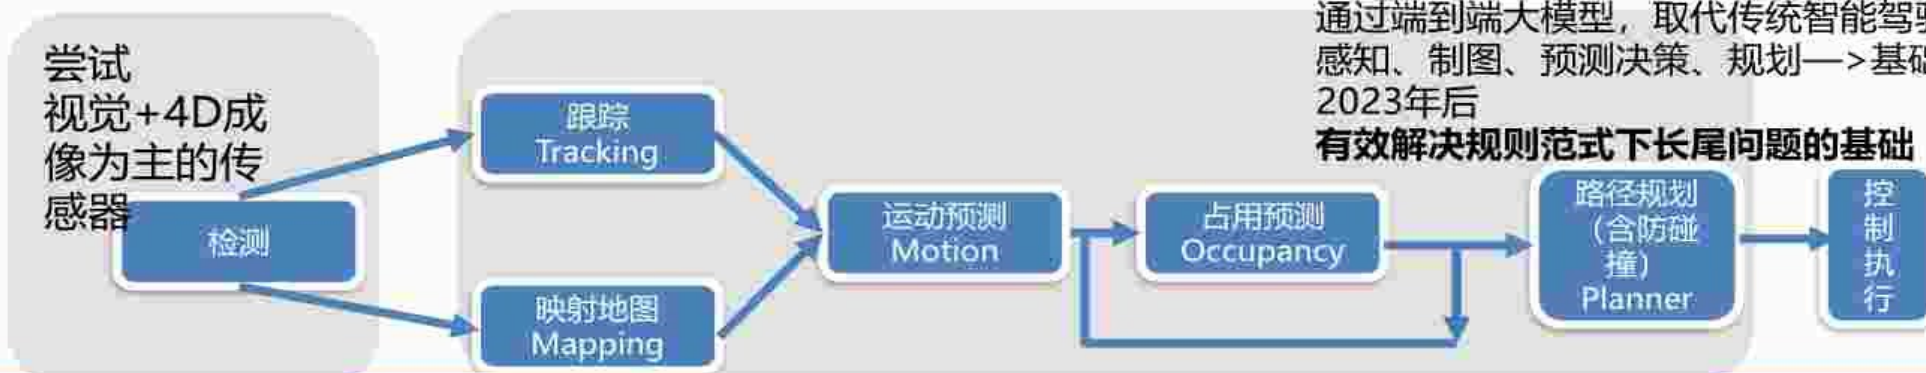 通过端到端大模型，取代传统智能驾
感知、制图、预测决策、规划—>基础
2023年后
有效解决规则范式下长尾问题的基础
尝试
视觉+4D成
像为主的传
感器
检测
跟踪
Tracking
映射地图
Mapping
运动预测
Motion
占用预测
Occupancy
路径规划
（含防碰
撞）
Planner
控
制
执
行